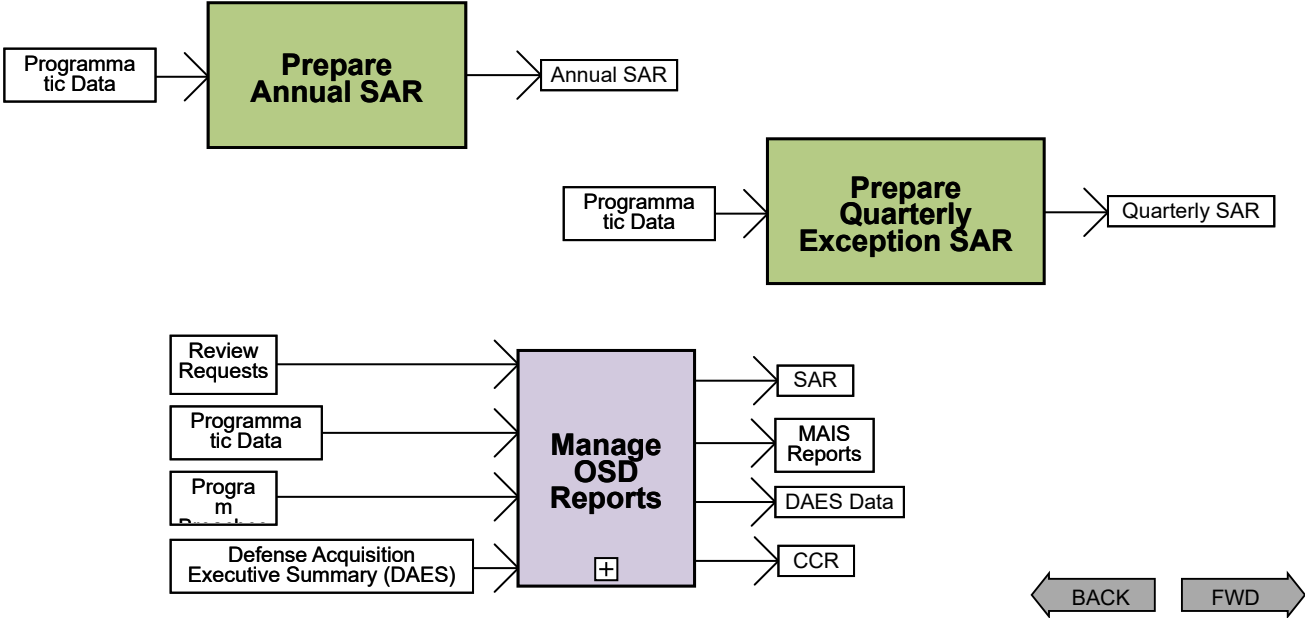 Programma
tic Data
Prepare
Annual SAR
Annual SAR
Programma
tic Data
Prepare
Quarterly
Exception SAR
Quarterly SAR
Review
Requests
Programma
tic Data
Progra
m
Defense Acquisition
Executive Summary (DAES)
Manage
OSD
Reports
+
SAR
MAIS
Reports
DAES Data
CCR
BACK
FWD